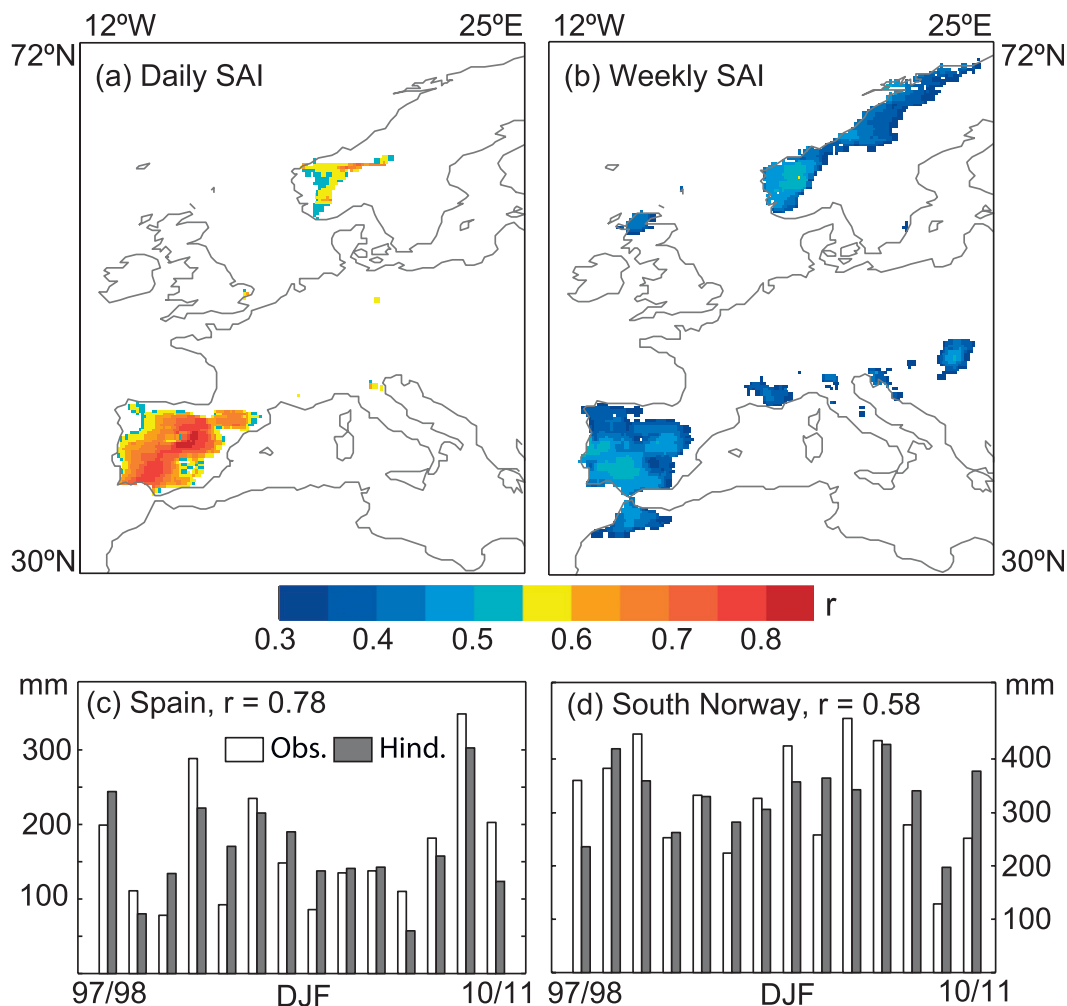 12ºW 25ºE 12ºW 25ºE
72ºN (a) Daily SAI (b) Weekly SAI 72ºN
30ºN 30ºN
0.3 0.4 0.5 0.6 0.7 0.8 r
mm (c) Spain, r = 0.78 (d) South Norway, r = 0.58 mm
Obs. Hind.
300 400
200 300
100 200
100
97/98 DJF 10/11 97/98 DJF 10/11